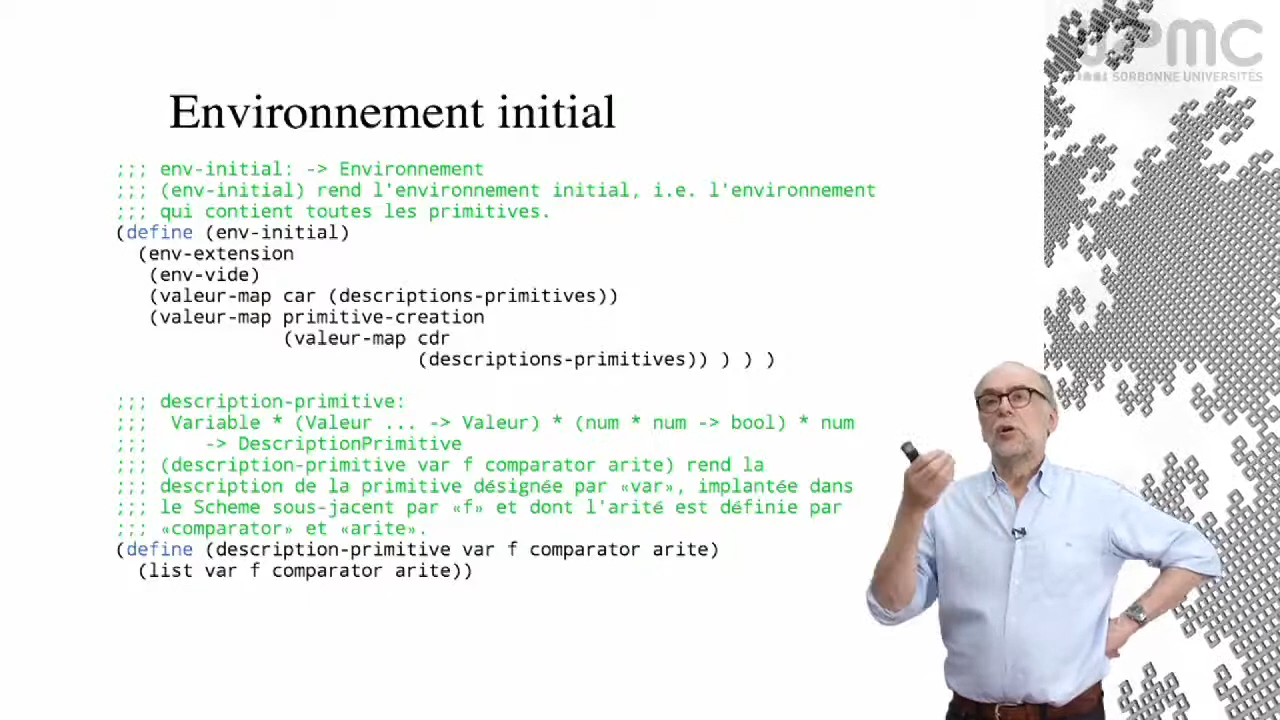 UPMC
SORBONNE UNIVERSITÉS
Environnement initial
;;; env-initial: -> Environnement
;;; (env-initial) rend l'environnement initial, i.e. l'environnement
;;; qui contient toutes les primitives.
(define (env-initial)
  (env-extension
   (env-vide)
   (valeur-map car (descriptions-primitives))
   (valeur-map primitive-creation
               (valeur-map cdr
                           (descriptions-primitives)) ) ) )
;;; description-primitive:
;;;  Variable * (Valeur ... -> Valeur) * (num * num -> bool) * num
;;;     -> DescriptionPrimitive
;;; (description-primitive var f comparator arite) rend la
;;; description de la primitive désignée par «var», implantée dans
;;; le Scheme sous-jacent par «f» et dont l'arité est définie par
;;; «comparator» et «arite».
(define (description-primitive var f comparator arite)
  (list var f comparator arite))